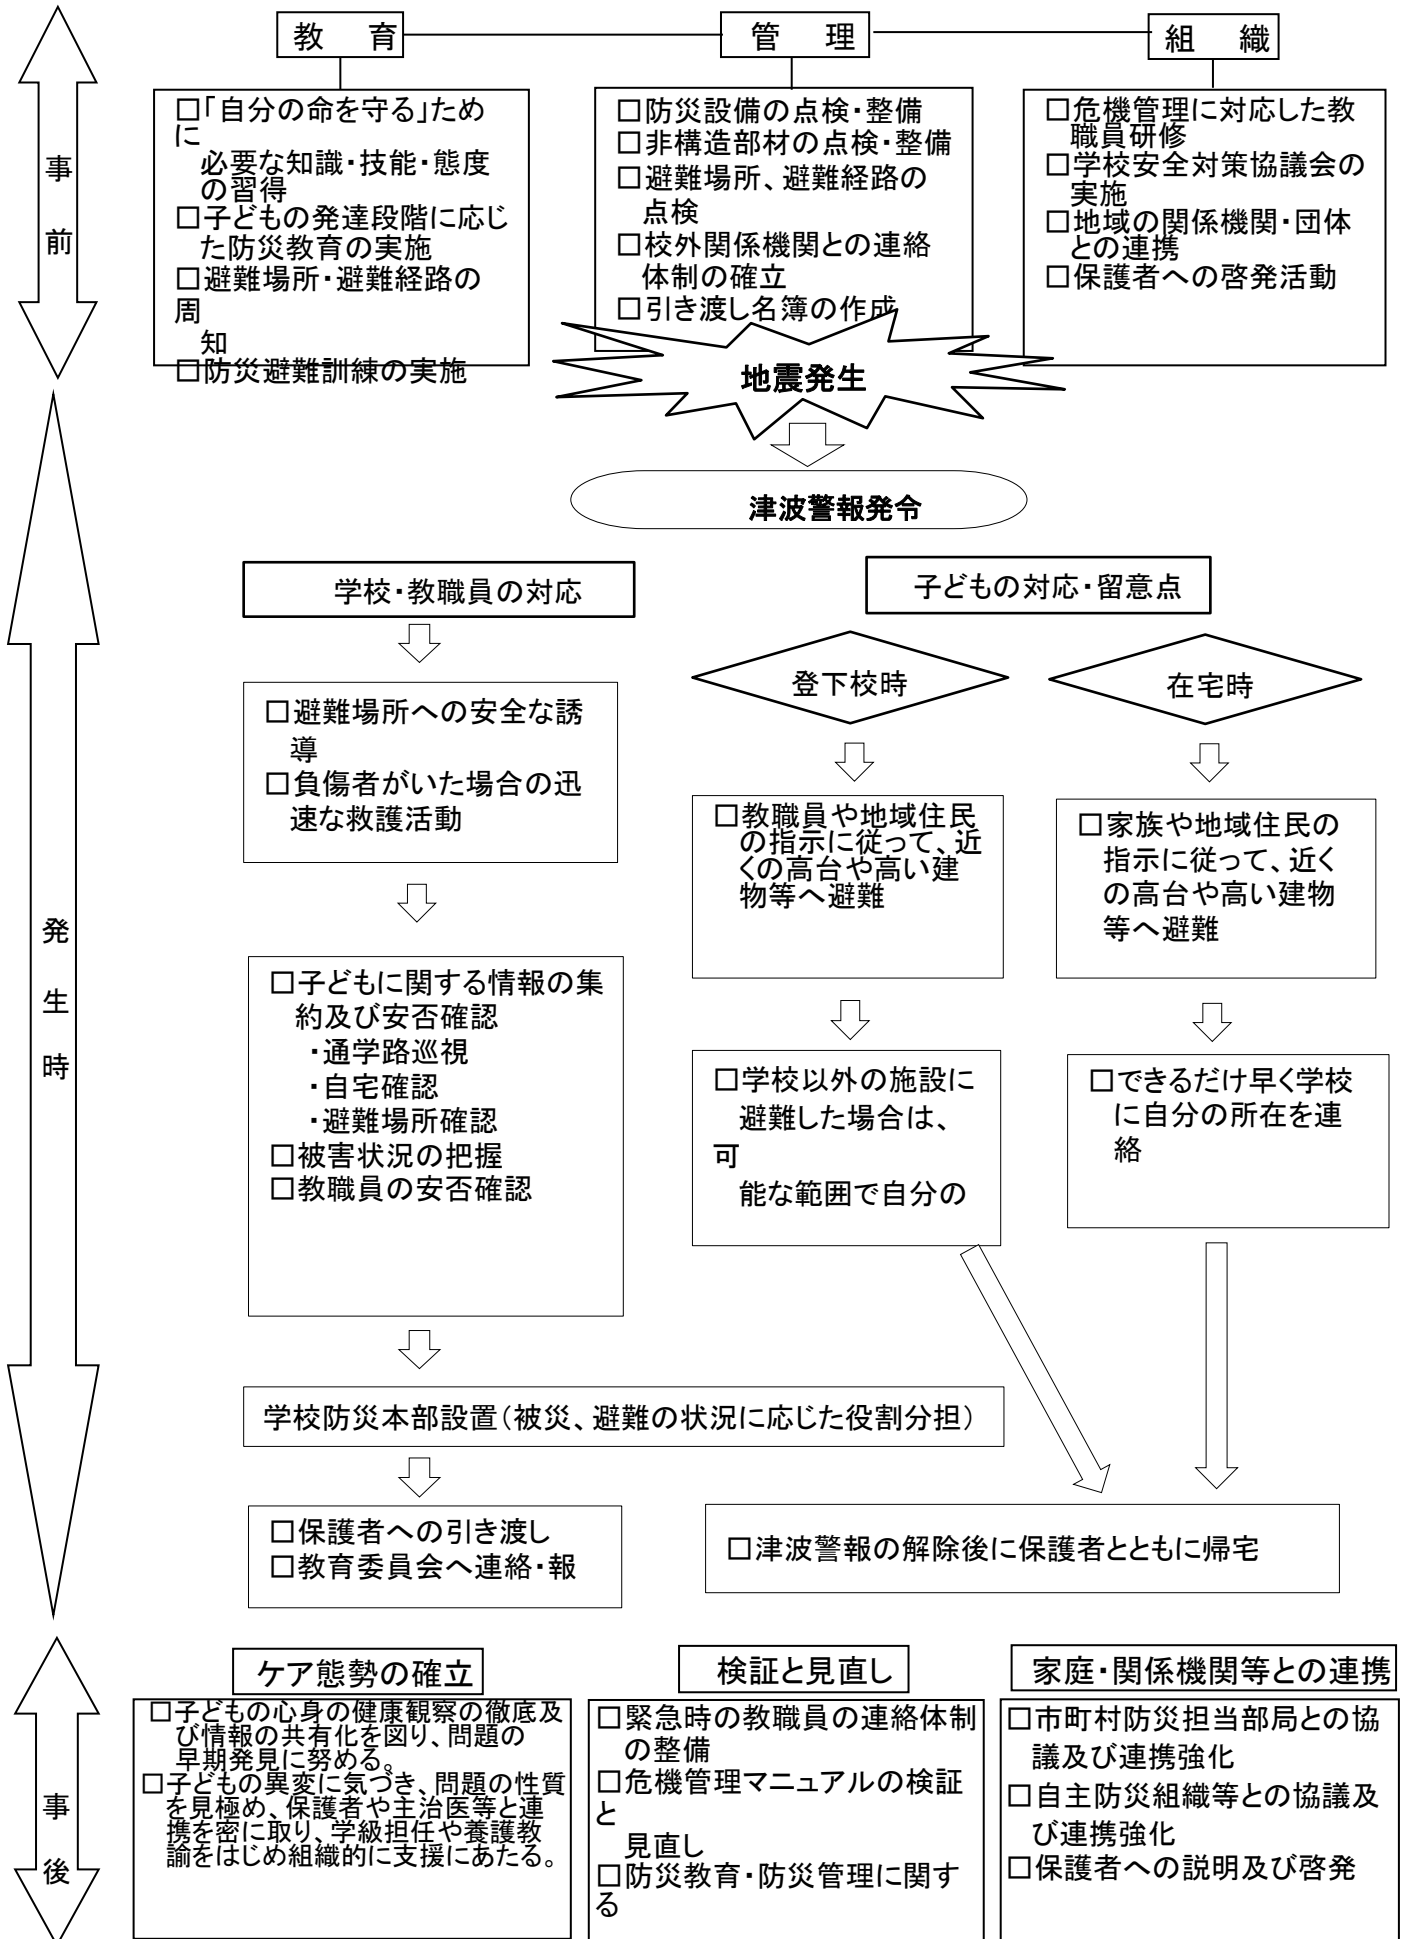 教　育
管　理
組　織
事
前
□「自分の命を守る」ため
に
必要な知識・技能・態度
の習得
□子どもの発達段階に応じ
た防災教育の実施
□避難場所・避難経路の
周
知
□防災避難訓練の実施
□防災設備の点検・整備
□非構造部材の点検・整備
□避難場所、避難経路の
点検
□校外関係機関との連絡
体制の確立
□引き渡し名簿の作成
□危機管理に対応した教
職員研修
□学校安全対策協議会の
実施
□地域の関係機関・団体
との連携
□保護者への啓発活動
地震発生
津波警報発令
発
生
時
学校・教職員の対応
□避難場所への安全な誘
導
□負傷者がいた場合の迅
速な救護活動
□子どもに関する情報の集
約及び安否確認
・通学路巡視
・自宅確認
・避難場所確認
□被害状況の把握
□教職員の安否確認
学校防災本部設置（被災、避難の状況に応じた役割分担）
□保護者への引き渡し
□教育委員会へ連絡・報
子どもの対応・留意点
登下校時
□教職員や地域住民
の指示に従って、近
くの高台や高い建
物等へ避難
□学校以外の施設に
避難した場合は、
可
能な範囲で自分の
在宅時
□家族や地域住民の
指示に従って、近く
の高台や高い建物
等へ避難
□できるだけ早く学校
に自分の所在を連
絡
□津波警報の解除後に保護者とともに帰宅
事
後
ケア態勢の確立
□子どもの心身の健康観察の徹底及
び情報の共有化を図り、問題の
早期発見に努める。
□子どもの異変に気づき、問題の性質
を見極め、保護者や主治医等と連
携を密に取り、学級担任や養護教
諭をはじめ組織的に支援にあたる。
検証と見直し
□緊急時の教職員の連絡体制
の整備
□危機管理マニュアルの検証
と
見直し
□防災教育・防災管理に関す
る
家庭・関係機関等との連携
□市町村防災担当部局との協
議及び連携強化
□自主防災組織等との協議及
び連携強化
□保護者への説明及び啓発